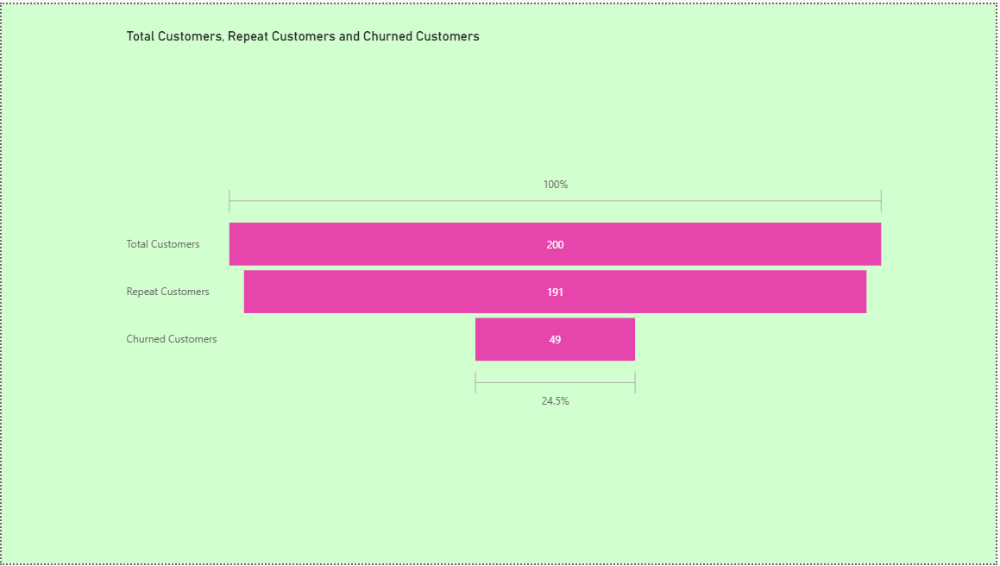 Total Customers, Repeat Customers and Churned Customers
100%
Total Customers 200
Repeat Customers 191
Churned Customers 49
24.5%